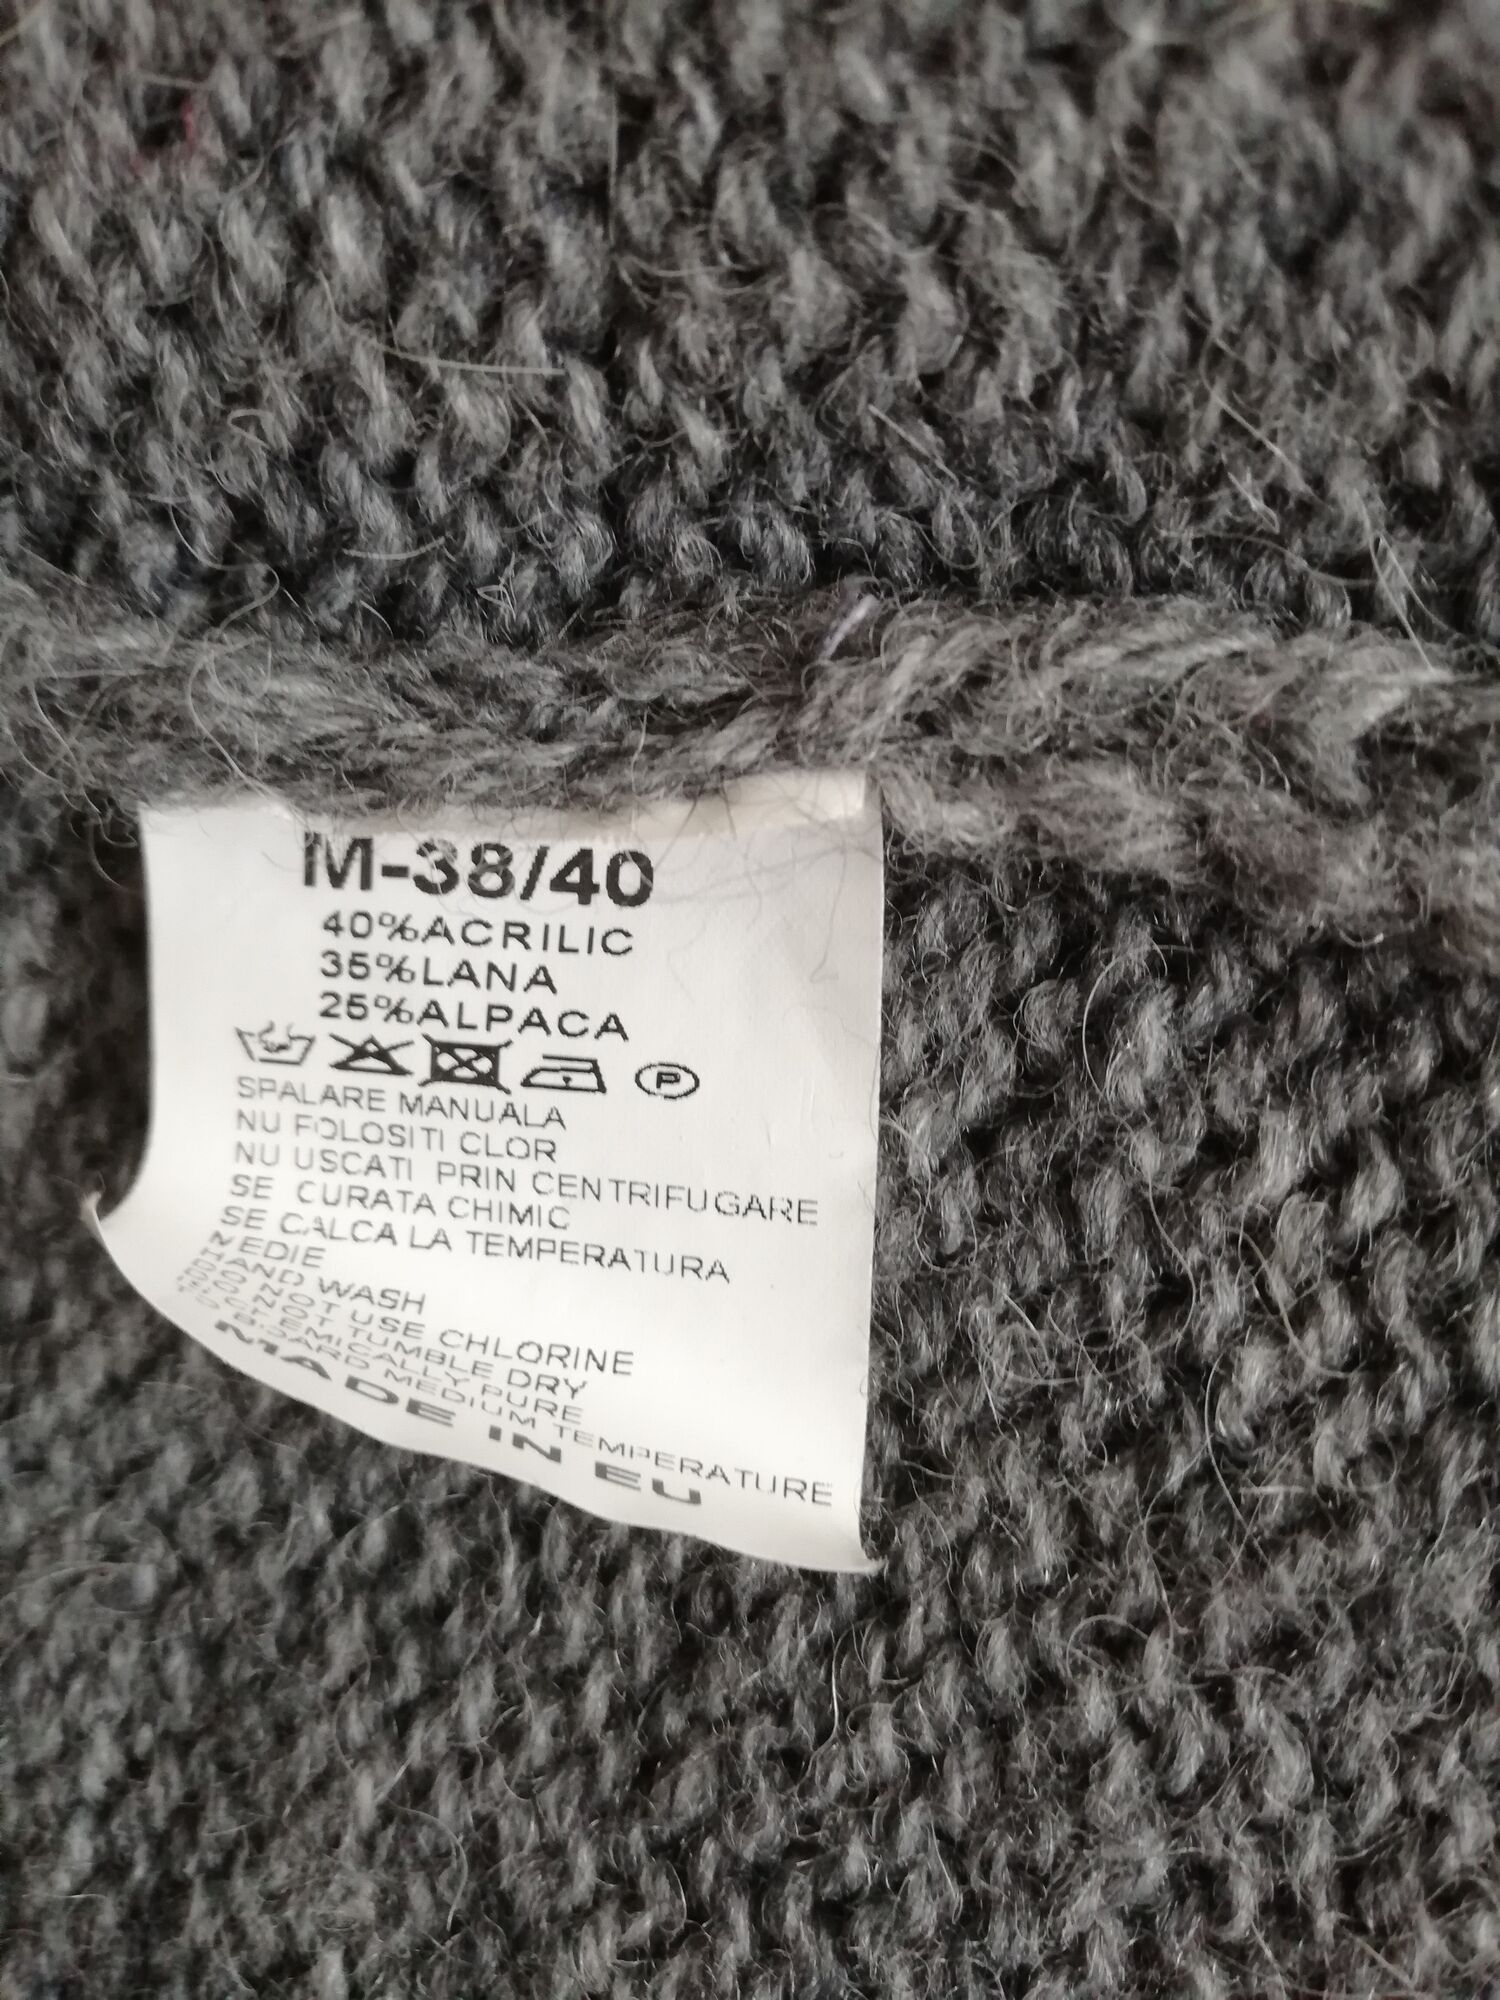 M-38/40
40%ACRILIC
35%LANA
25%ALPACA
P
SPALARE MANUALA
NU FOLOSITI CLOR
NU USCATI PRIN CENTRIFUGARE
SE CURATA CHIMIC
SE CALCA LA TEMPERATURA
MEDIE
HAND WASH
DO NOT USE CHLORINE
DO NOT TUMBLE DRY
CHEMICALLY PURE
MEDIUM TEMPERATURE
MADE IN EU